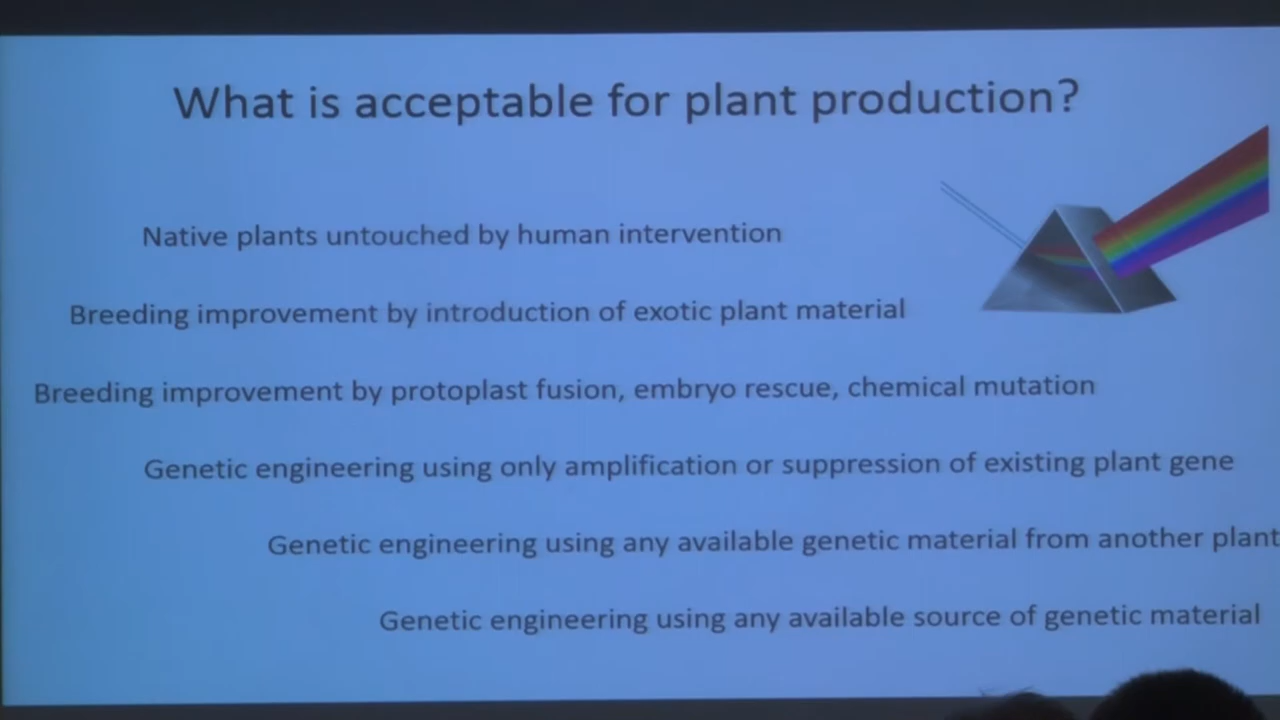 What is acceptable for plant production?
Native plants untouched by human intervention
Breeding improvement by introduction of exotic plant material
Breeding improvement by protoplast fusion, embryo rescue, chemical mutation
Genetic engineering using only amplification or suppression of existing plant gene
Genetic engineering using any available genetic material from another plant
Genetic engineering using any available source of genetic material